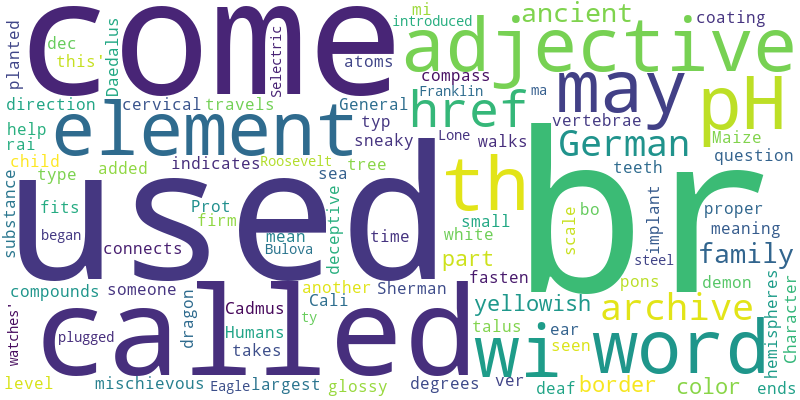 come
adjective
mi
introduced
ancient
coating
planted
dec
this'
Daedalus
Selectric
atoms
compass
Franklin
ma
may
pH
direction
cervical
travels
General
href
vertebrae
help
rai
element
typ
sneaky
Lone
walks
German
Maize
question
child
type
added
indicates
Roosevelt
tree
sea
th
teeth
substance
fits
used
Prot
firm
deceptive
time
white
small
br
bo
scale
implant
proper
meaning
began
connects
mean
Bulova
part
steel
family
compounds
someone
another
Sherman
fasten
pons
demon
hemispheres
Character
called
dragon
Cadmus
Cali
ty
yellowish
archive
watches'
plugged
Humans
takes
talus
wi
ear
seen
word
level
mischievous
Eagle
largest
glossy
degrees
ver
deaf
border
color
ends